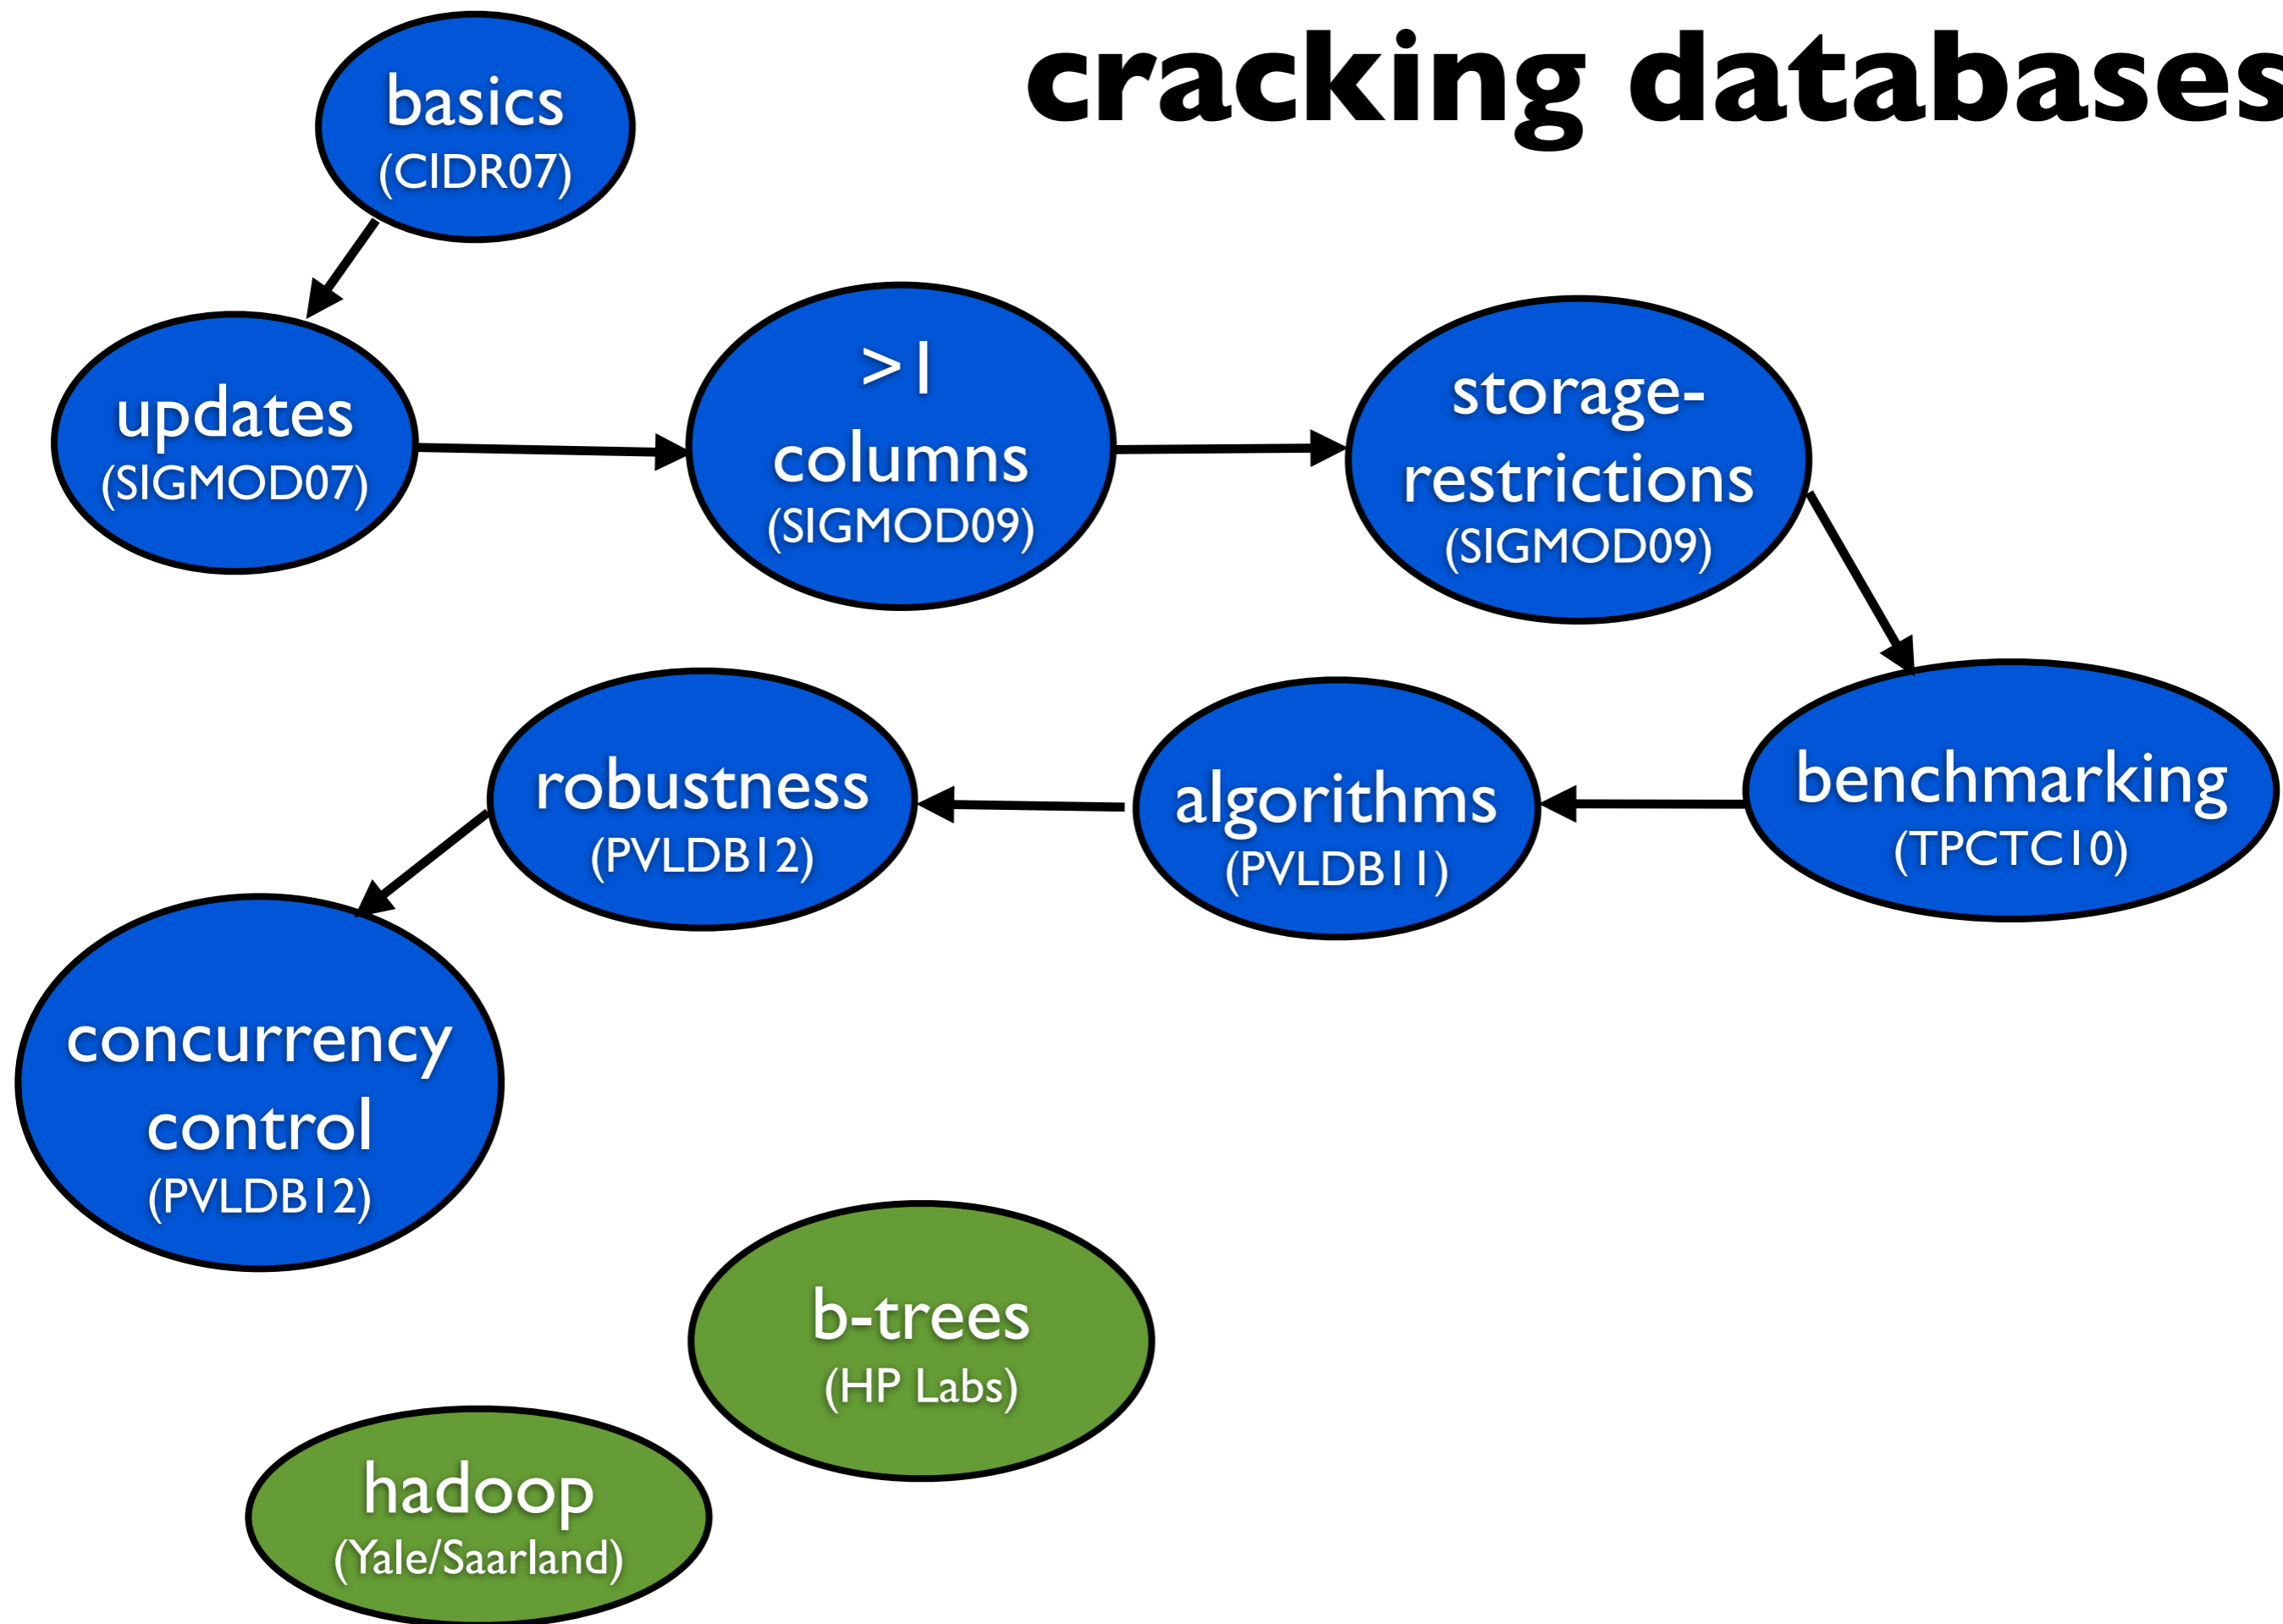 cracking databases
basics
(CIDR07)
updates
(SIGMOD07)
>1
columns
(SIGMOD09)
storage-
restrictions
(SIGMOD09)
benchmarking
(TPCTC10)
algorithms
(PVLDB11)
robustness
(PVLDB12)
concurrency
control
(PVLDB12)
b-trees
(HP Labs)
hadoop
(Yale/Saarland)